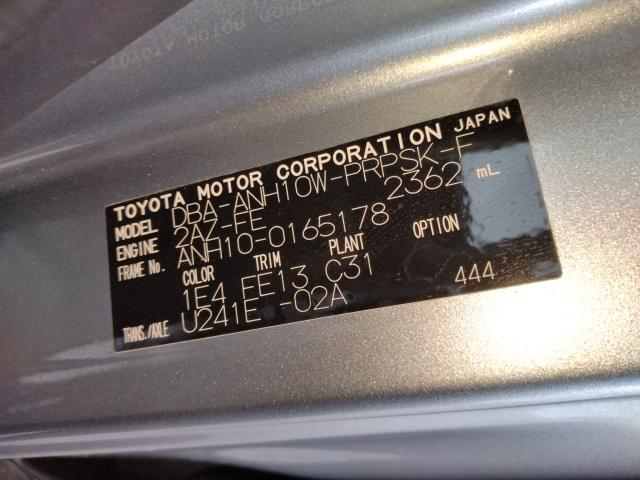 TOYOTA MOTOR CORPORATION JAPAN
MODEL DBA-ANH10W-PRPSK-F
ENGINE 2AZ-FE 2362 mL
FRAME No. ANH10-0165178
COLOR TRIM PLANT OPTION
1E4 FE13 C31 444
TRANS./AXLE U241E -02A